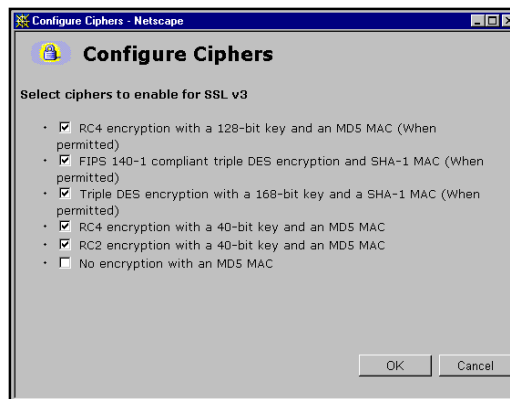 Configure Ciphers - Netscape
Configure Ciphers
Select ciphers to enable for SSL v3
RC4 encryption with a 128-bit key and an MD5 MAC (When
permitted)
FIPS 140-1 compliant triple DES encryption and SHA-1 MAC (When
permitted)
Triple DES encryption with a 168-bit key and a SHA-1 MAC (When
permitted)
RC4 encryption with a 40-bit key and an MD5 MAC
RC2 encryption with a 40-bit key and an MD5 MAC
No encryption with an MD5 MAC
OK Cancel